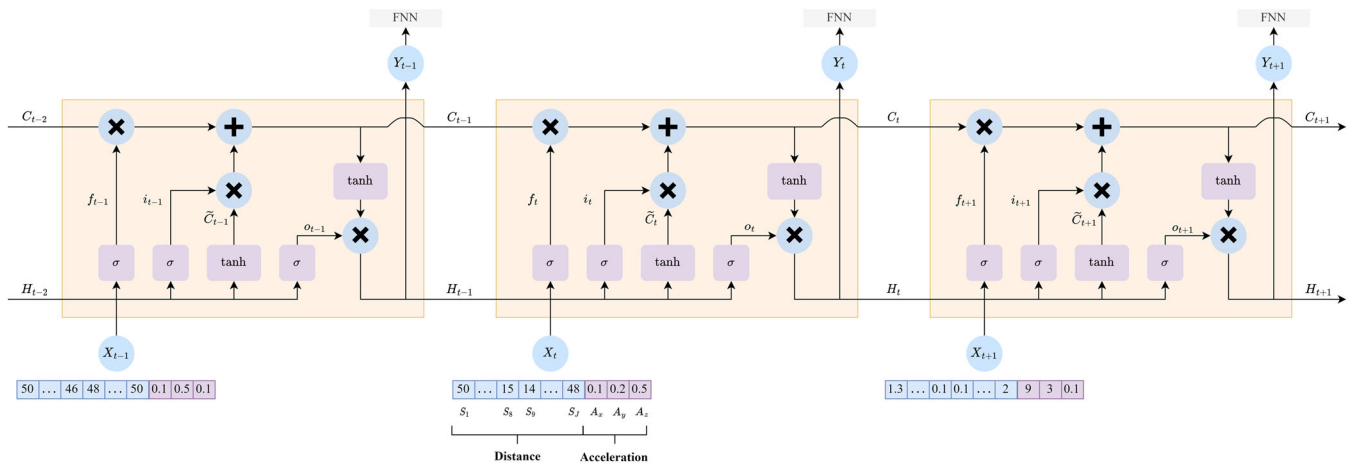 FNN FNN FNN
Y_{t-1} Y_t Y_{t+1}
C_{t-2} C_{t-1} C_t C_{t+1}
tanh tanh tanh
f_{t-1} i_{t-1} f_t i_t f_{t+1} i_{t+1}
C̃_{t-1} C̃_t C̃_{t+1}
o_{t-1} o_t o_{t+1}
σ σ tanh σ σ σ tanh σ σ σ tanh σ
H_{t-2} H_{t-1} H_t H_{t+1}
X_{t-1} X_t X_{t+1}
50 ... 46 48 ... 50 0.1 0.5 0.1 50 ... 15 14 ... 48 0.1 0.2 0.5 1.3 ... 0.1 0.1 ... 2 9 3 0.1
S_1 S_8 S_9 S_J A_x A_y A_z
Distance Acceleration